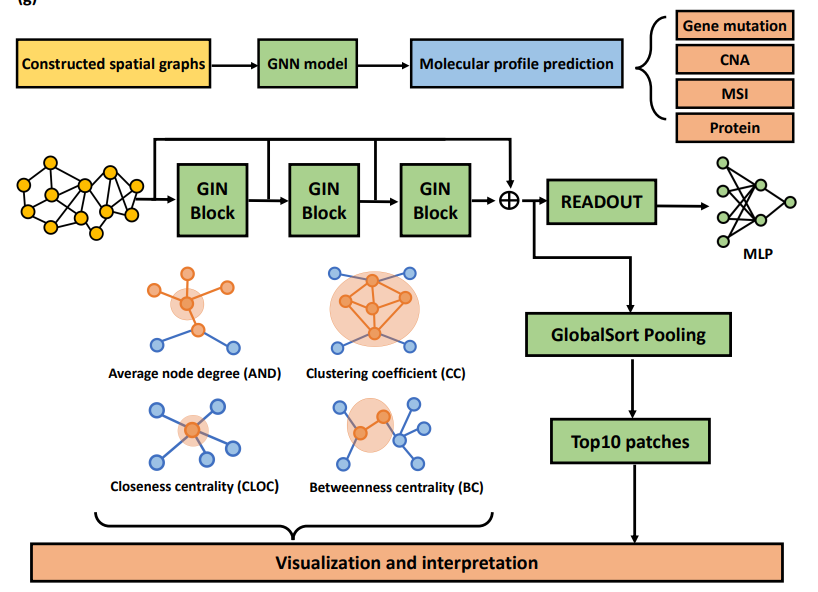 Constructed spatial graphs
GNN model
Molecular profile prediction
Gene mutation
CNA
MSI
Protein
GIN
Block
GIN
Block
GIN
Block
READOUT
MLP
GlobalSort Pooling
Average node degree (AND)
Clustering coefficient (CC)
Top10 patches
Closeness centrality (CLOC)
Betweenness centrality (BC)
Visualization and interpretation